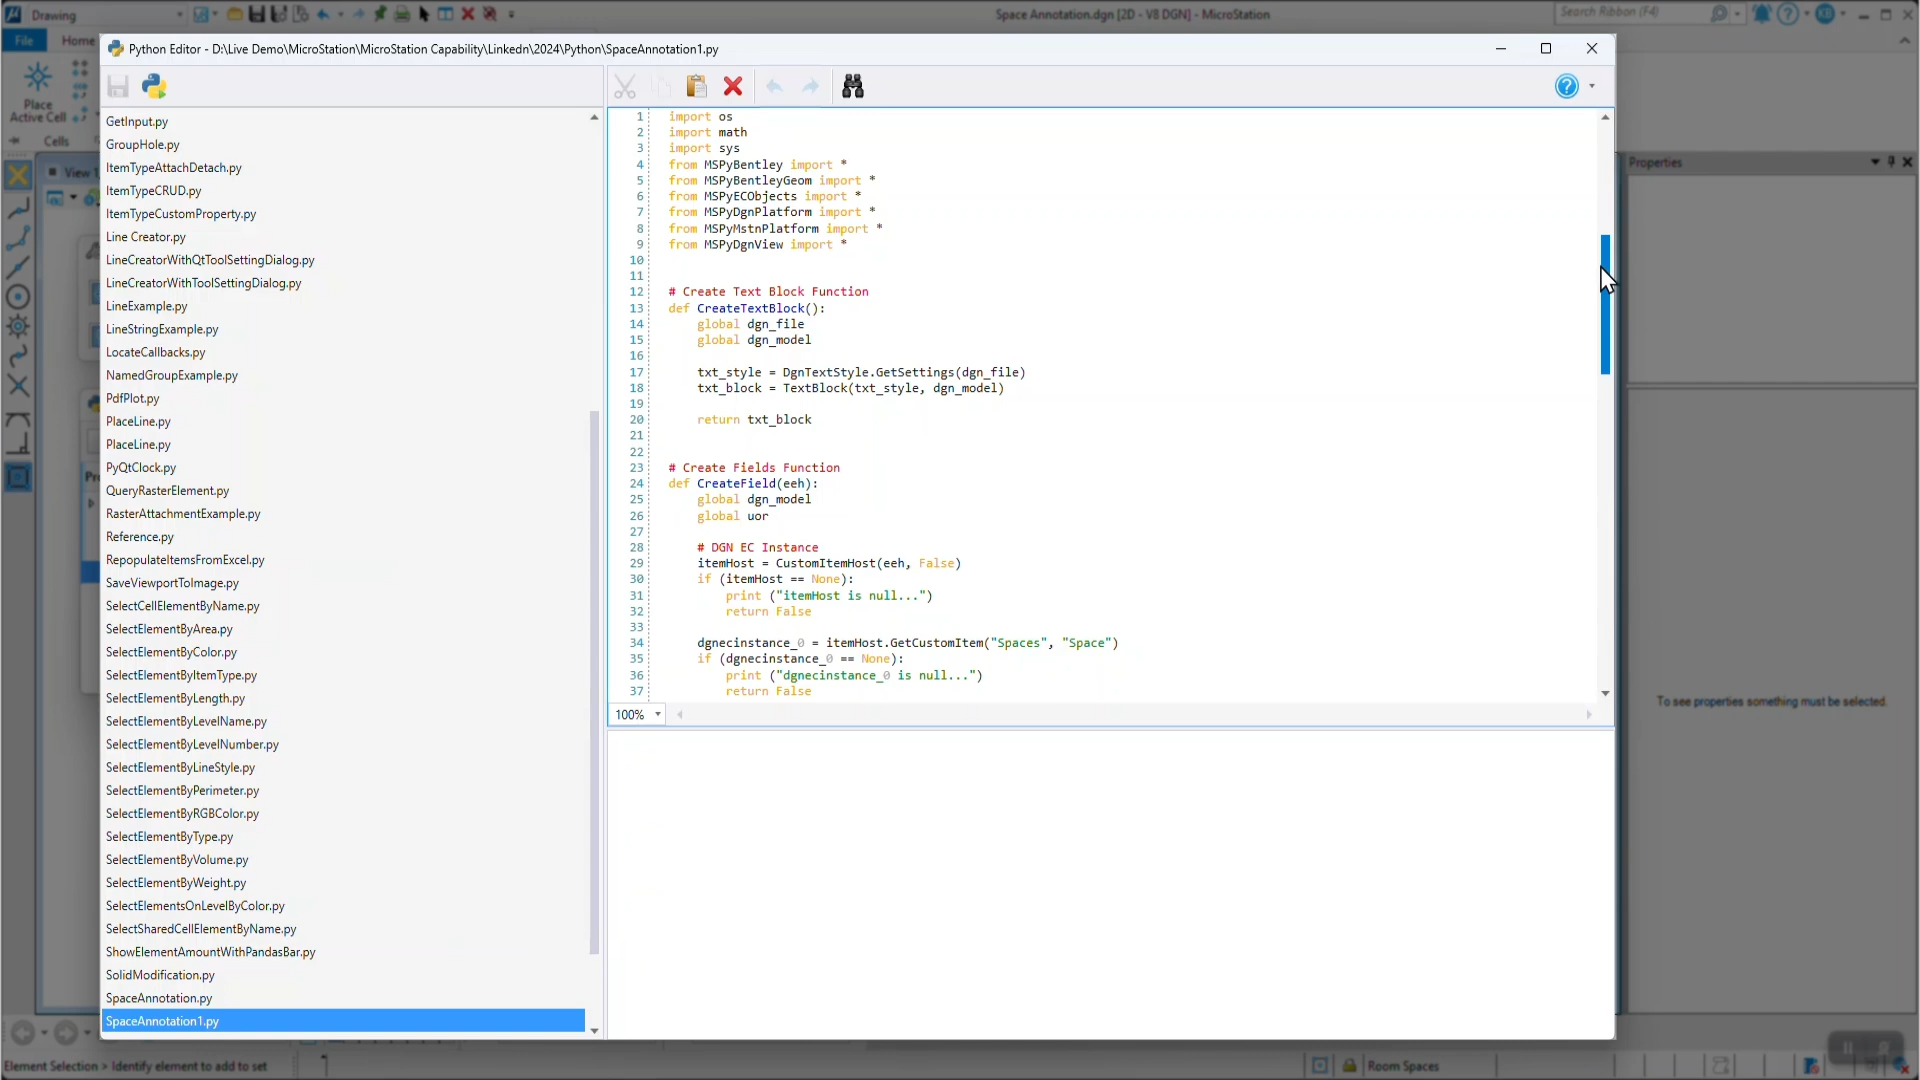 Drawing
Space Annotation.dgn [2D - V8 DGN] - MicroStation
Search Ribbon (F4)
KB
File
Home
Place
Active Cell
Cells
View 1
Properties
To see properties something must be selected.
Python Editor - D:\Live Demo\MicroStation\MicroStation Capability\Linkedn\2024\Python\SpaceAnnotation1.py
GetInput.py
GroupHole.py
ItemTypeAttachDetach.py
ItemTypeCRUD.py
ItemTypeCustomProperty.py
Line Creator.py
LineCreatorWithQtToolSettingDialog.py
LineCreatorWithToolSettingDialog.py
LineExample.py
LineStringExample.py
LocateCallbacks.py
NamedGroupExample.py
PdfPlot.py
PlaceLine.py
PlaceLine.py
PyQtClock.py
QueryRasterElement.py
RasterAttachmentExample.py
Reference.py
RepopulateItemsFromExcel.py
SaveViewportToImage.py
SelectCellElementByName.py
SelectElementByArea.py
SelectElementByColor.py
SelectElementByItemType.py
SelectElementByLength.py
SelectElementByLevelName.py
SelectElementByLevelNumber.py
SelectElementByLineStyle.py
SelectElementByPerimeter.py
SelectElementByRGBColor.py
SelectElementByType.py
SelectElementByVolume.py
SelectElementByWeight.py
SelectElementsOnLevelByColor.py
SelectSharedCellElementByName.py
ShowElementAmountWithPandasBar.py
SolidModification.py
SpaceAnnotation.py
SpaceAnnotation1.py
1 import os
2 import math
3 import sys
4 from MSPyBentley import *
5 from MSPyBentleyGeom import *
6 from MSPyECObjects import *
7 from MSPyDgnPlatform import *
8 from MSPyMstnPlatform import *
9 from MSPyDgnView import *
10
11
12 # Create Text Block Function
13 def CreateTextBlock():
14 global dgn_file
15 global dgn_model
16
17 txt_style = DgnTextStyle.GetSettings(dgn_file)
18 txt_block = TextBlock(txt_style, dgn_model)
19
20 return txt_block
21
22
23 # Create Fields Function
24 def CreateField(eeh):
25 global dgn_model
26 global uor
27
28 # DGN EC Instance
29 itemHost = CustomItemHost(eeh, False)
30 if (itemHost == None):
31 print ("itemHost is null...")
32 return False
33
34 dgnecinstance_0 = itemHost.GetCustomItem("Spaces", "Space")
35 if (dgnecinstance_0 == None):
36 print ("dgnecinstance_0 is null...")
37 return False
100%
Element Selection > Identify element to add to set
Room Spaces